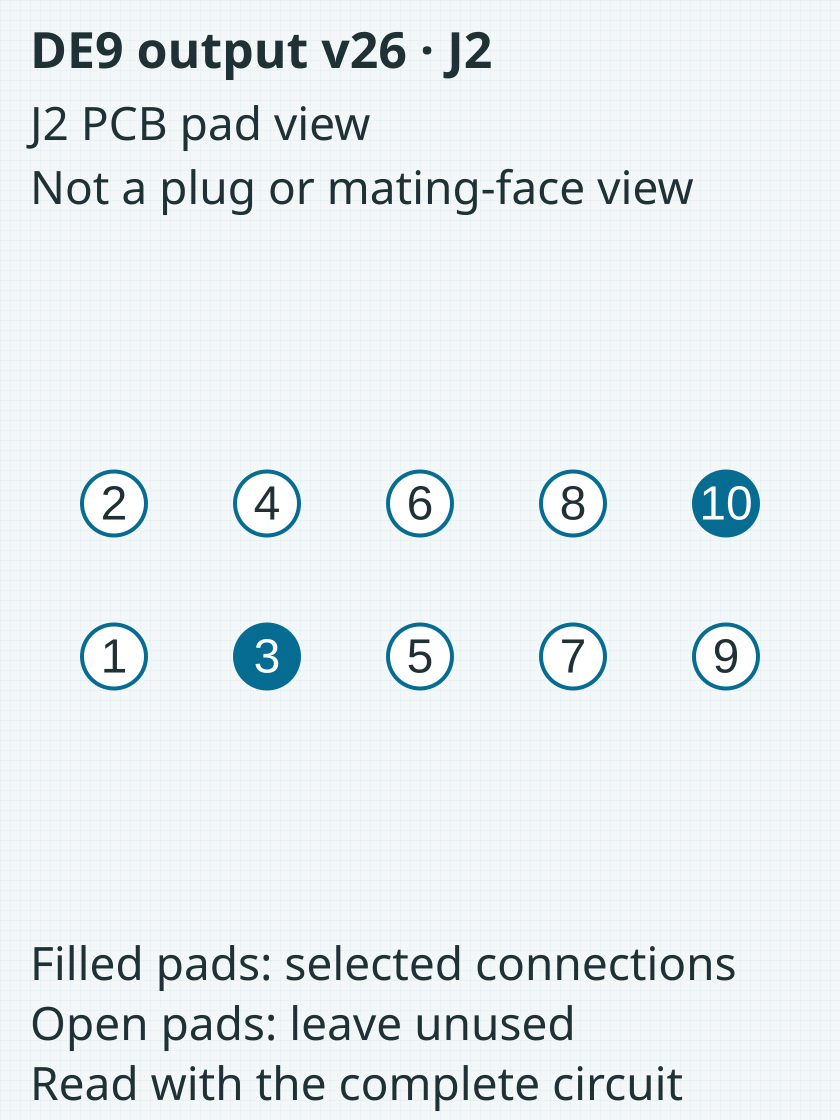 DE9 output v26 · J2
J2 PCB pad view
Not a plug or mating-face view
2 4 6 8 10
1 3 5 7 9
Filled pads: selected connections
Open pads: leave unused
Read with the complete circuit